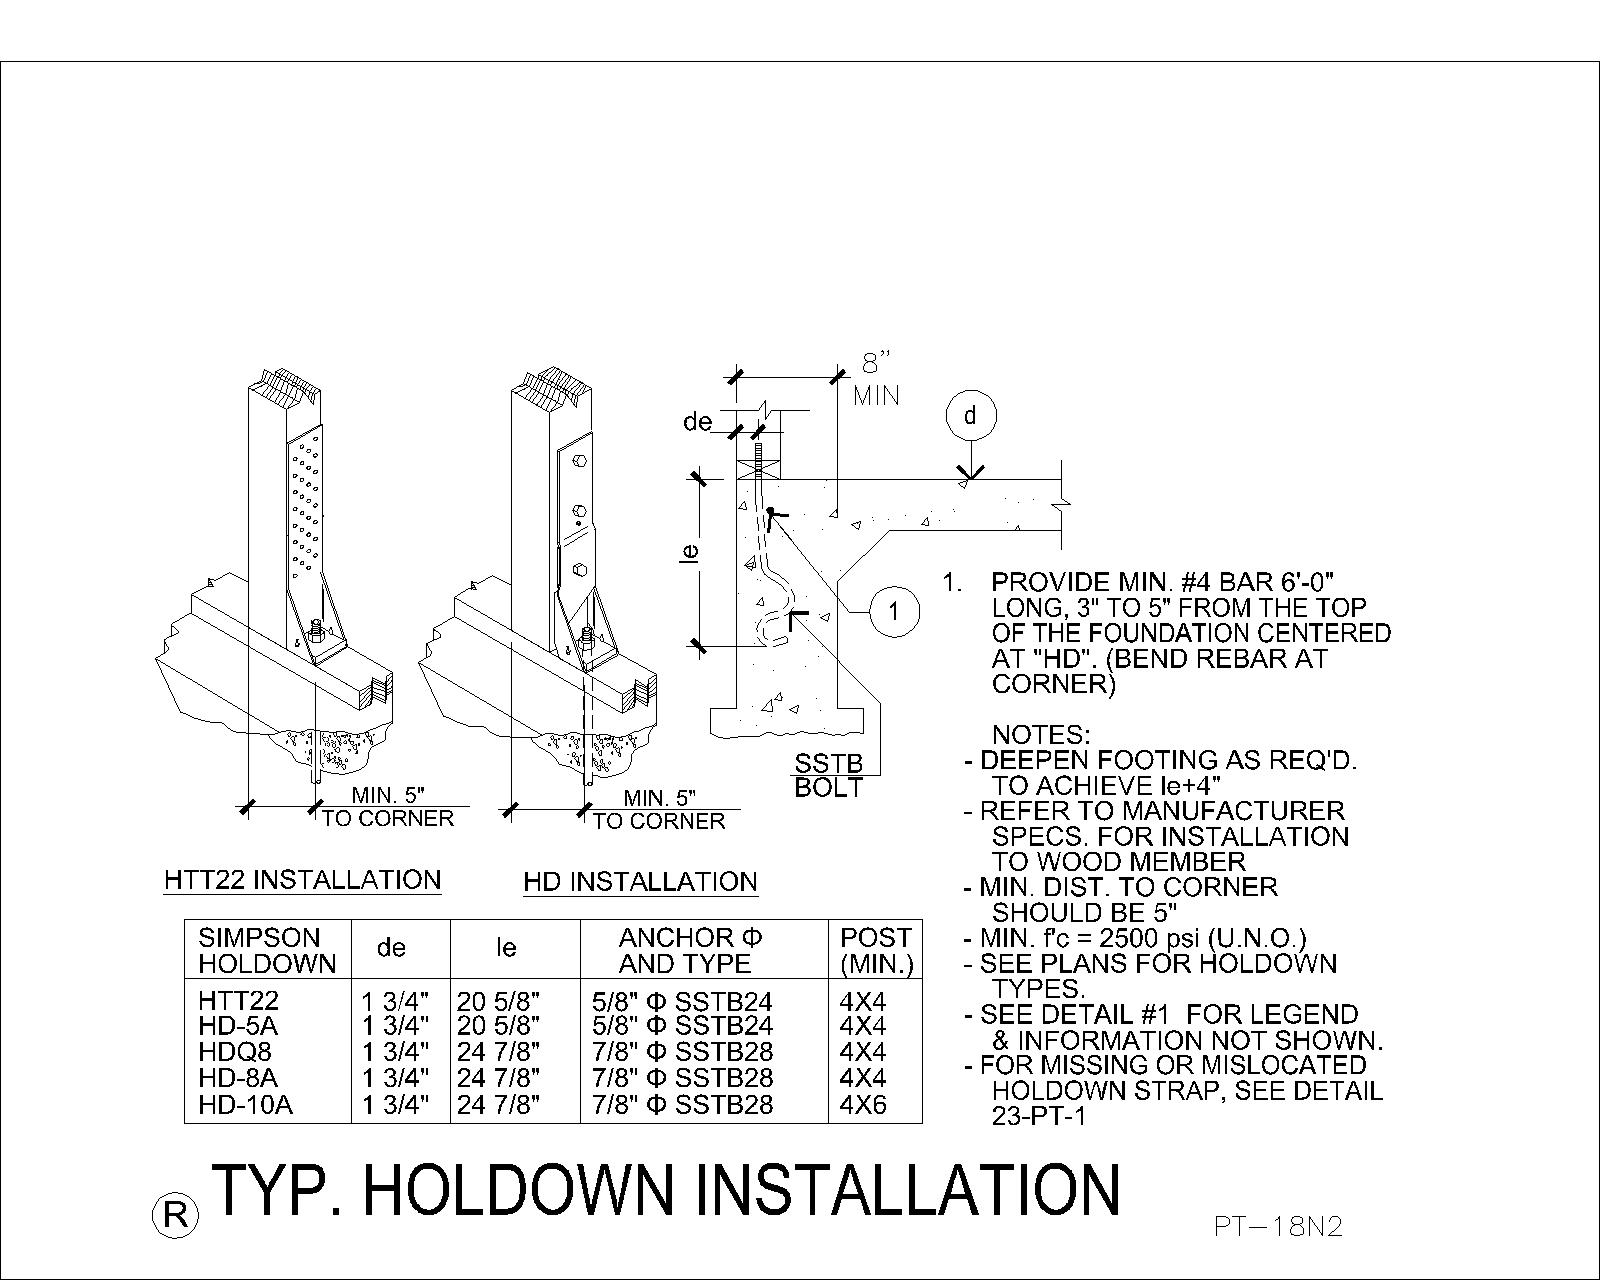 8"
MIN
de
d
le
1
SSTB
BOLT
MIN. 5"
TO CORNER
MIN. 5"
TO CORNER
HTT22 INSTALLATION
HD INSTALLATION
SIMPSON HOLDOWN de le ANCHOR Φ AND TYPE POST (MIN.)
HTT22 1 3/4" 20 5/8" 5/8" Φ SSTB24 4X4
HD-5A 1 3/4" 20 5/8" 5/8" Φ SSTB24 4X4
HDQ8 1 3/4" 24 7/8" 7/8" Φ SSTB28 4X4
HD-8A 1 3/4" 24 7/8" 7/8" Φ SSTB28 4X4
HD-10A 1 3/4" 24 7/8" 7/8" Φ SSTB28 4X6
1. PROVIDE MIN. #4 BAR 6'-0"
LONG, 3" TO 5" FROM THE TOP
OF THE FOUNDATION CENTERED
AT "HD". (BEND REBAR AT
CORNER)
NOTES:
- DEEPEN FOOTING AS REQ'D.
TO ACHIEVE le+4"
- REFER TO MANUFACTURER
SPECS. FOR INSTALLATION
TO WOOD MEMBER
- MIN. DIST. TO CORNER
SHOULD BE 5"
- MIN. f'c = 2500 psi (U.N.O.)
- SEE PLANS FOR HOLDOWN
TYPES.
- SEE DETAIL #1 FOR LEGEND
& INFORMATION NOT SHOWN.
- FOR MISSING OR MISLOCATED
HOLDOWN STRAP, SEE DETAIL
23-PT-1
R TYP. HOLDOWN INSTALLATION
PT-18N2